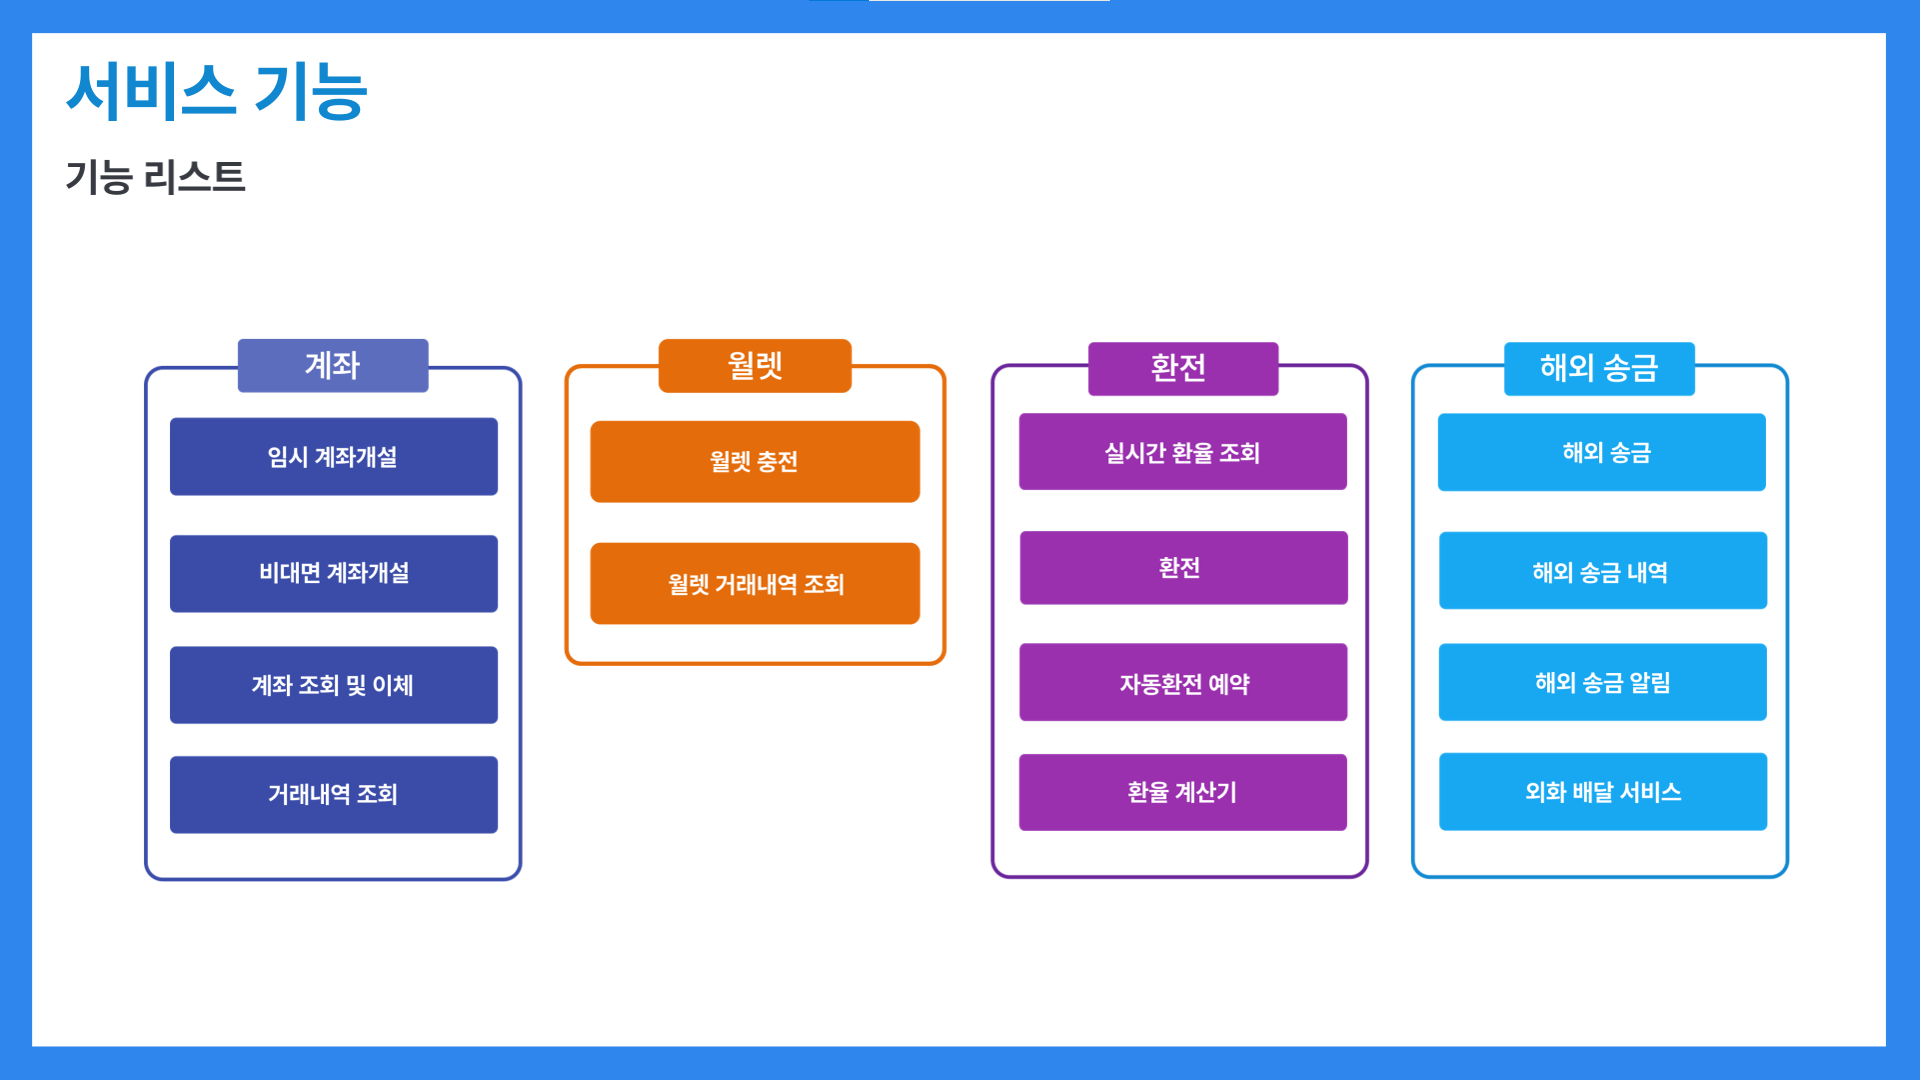 서비스 기능
기능 리스트
계좌
임시 계좌개설
비대면 계좌개설
계좌 조회 및 이체
거래내역 조회
월렛
월렛 충전
월렛 거래내역 조회
환전
실시간 환율 조회
환전
자동환전 예약
환율 계산기
해외 송금
해외 송금
해외 송금 내역
해외 송금 알림
외화 배달 서비스